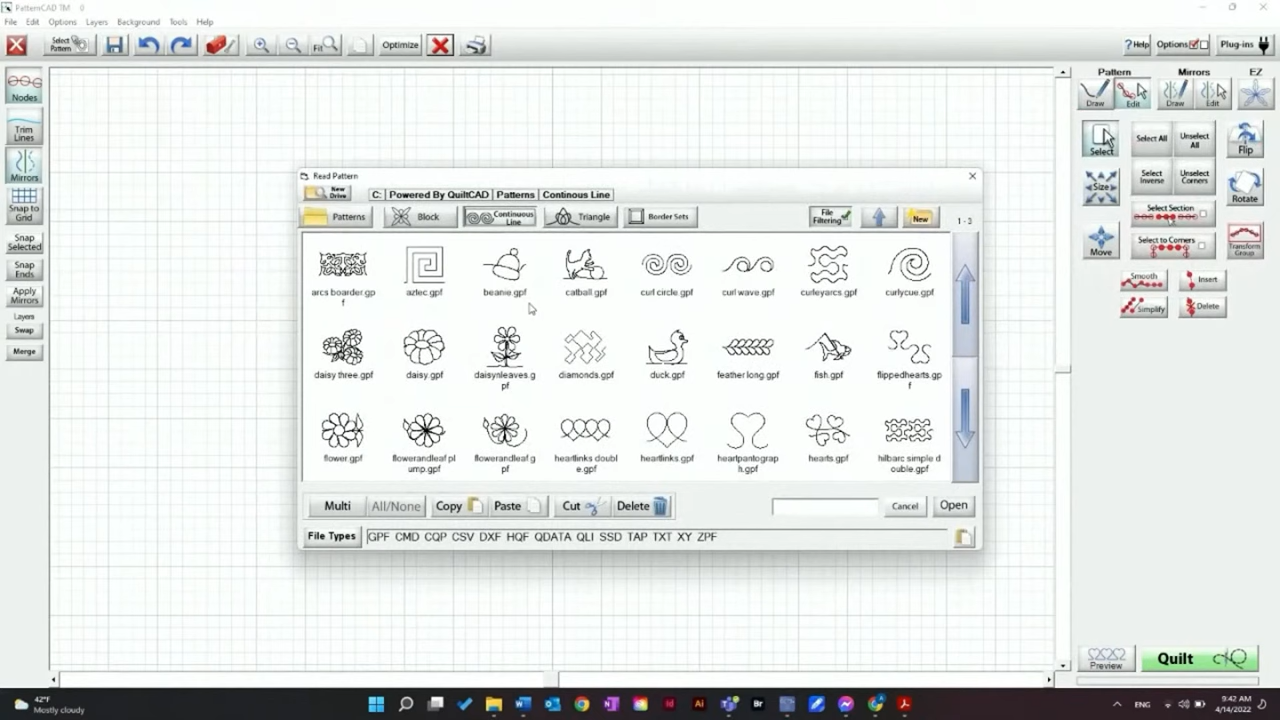 PatternCAD TM 0
File Edit Options Layers Background Tools Help
Select Pattern
Fit
Optimize
?Help
Options
Plug-ins
Nodes
Trim Lines
Mirrors
Snap to Grid
Snap Selected
Snap Ends
Apply Mirrors
Layers
Swap
Merge
Read Pattern
New Drive
C: Powered By QuiltCAD Patterns Continous Line
Patterns
Block
Continuous Line
Triangle
Border Sets
File Filtering
New
1 - 3
arcs boarder.gpf
aztec.gpf
beanie.gpf
catball.gpf
curl circle.gpf
curl wave.gpf
curleyarcs.gpf
curlycue.gpf
daisy three.gpf
daisy.gpf
daisynleaves.gpf
diamonds.gpf
duck.gpf
feather long.gpf
fish.gpf
flippedhearts.gpf
flower.gpf
flowerandleaf plump.gpf
flowerandleaf.gpf
heartlinks double.gpf
heartlinks.gpf
heartpantograph.gpf
hearts.gpf
hilbarc simple double.gpf
Multi
All/None
Copy
Paste
Cut
Delete
Cancel
Open
File Types
GPF CMD CQP CSV DXF HQF QDATA QLI SSD TAP TXT XY ZPF
Pattern
Mirrors
EZ
Draw
Edit
Draw
Edit
Select
Select All
Unselect All
Flip
Size
Select Inverse
Unselect Corners
Rotate
Select Section
Move
Select to Corners
Transform Group
Smooth
Insert
Simplify
Delete
Preview
Quilt
42°F
Mostly cloudy
ENG
9:42 AM
4/14/2022